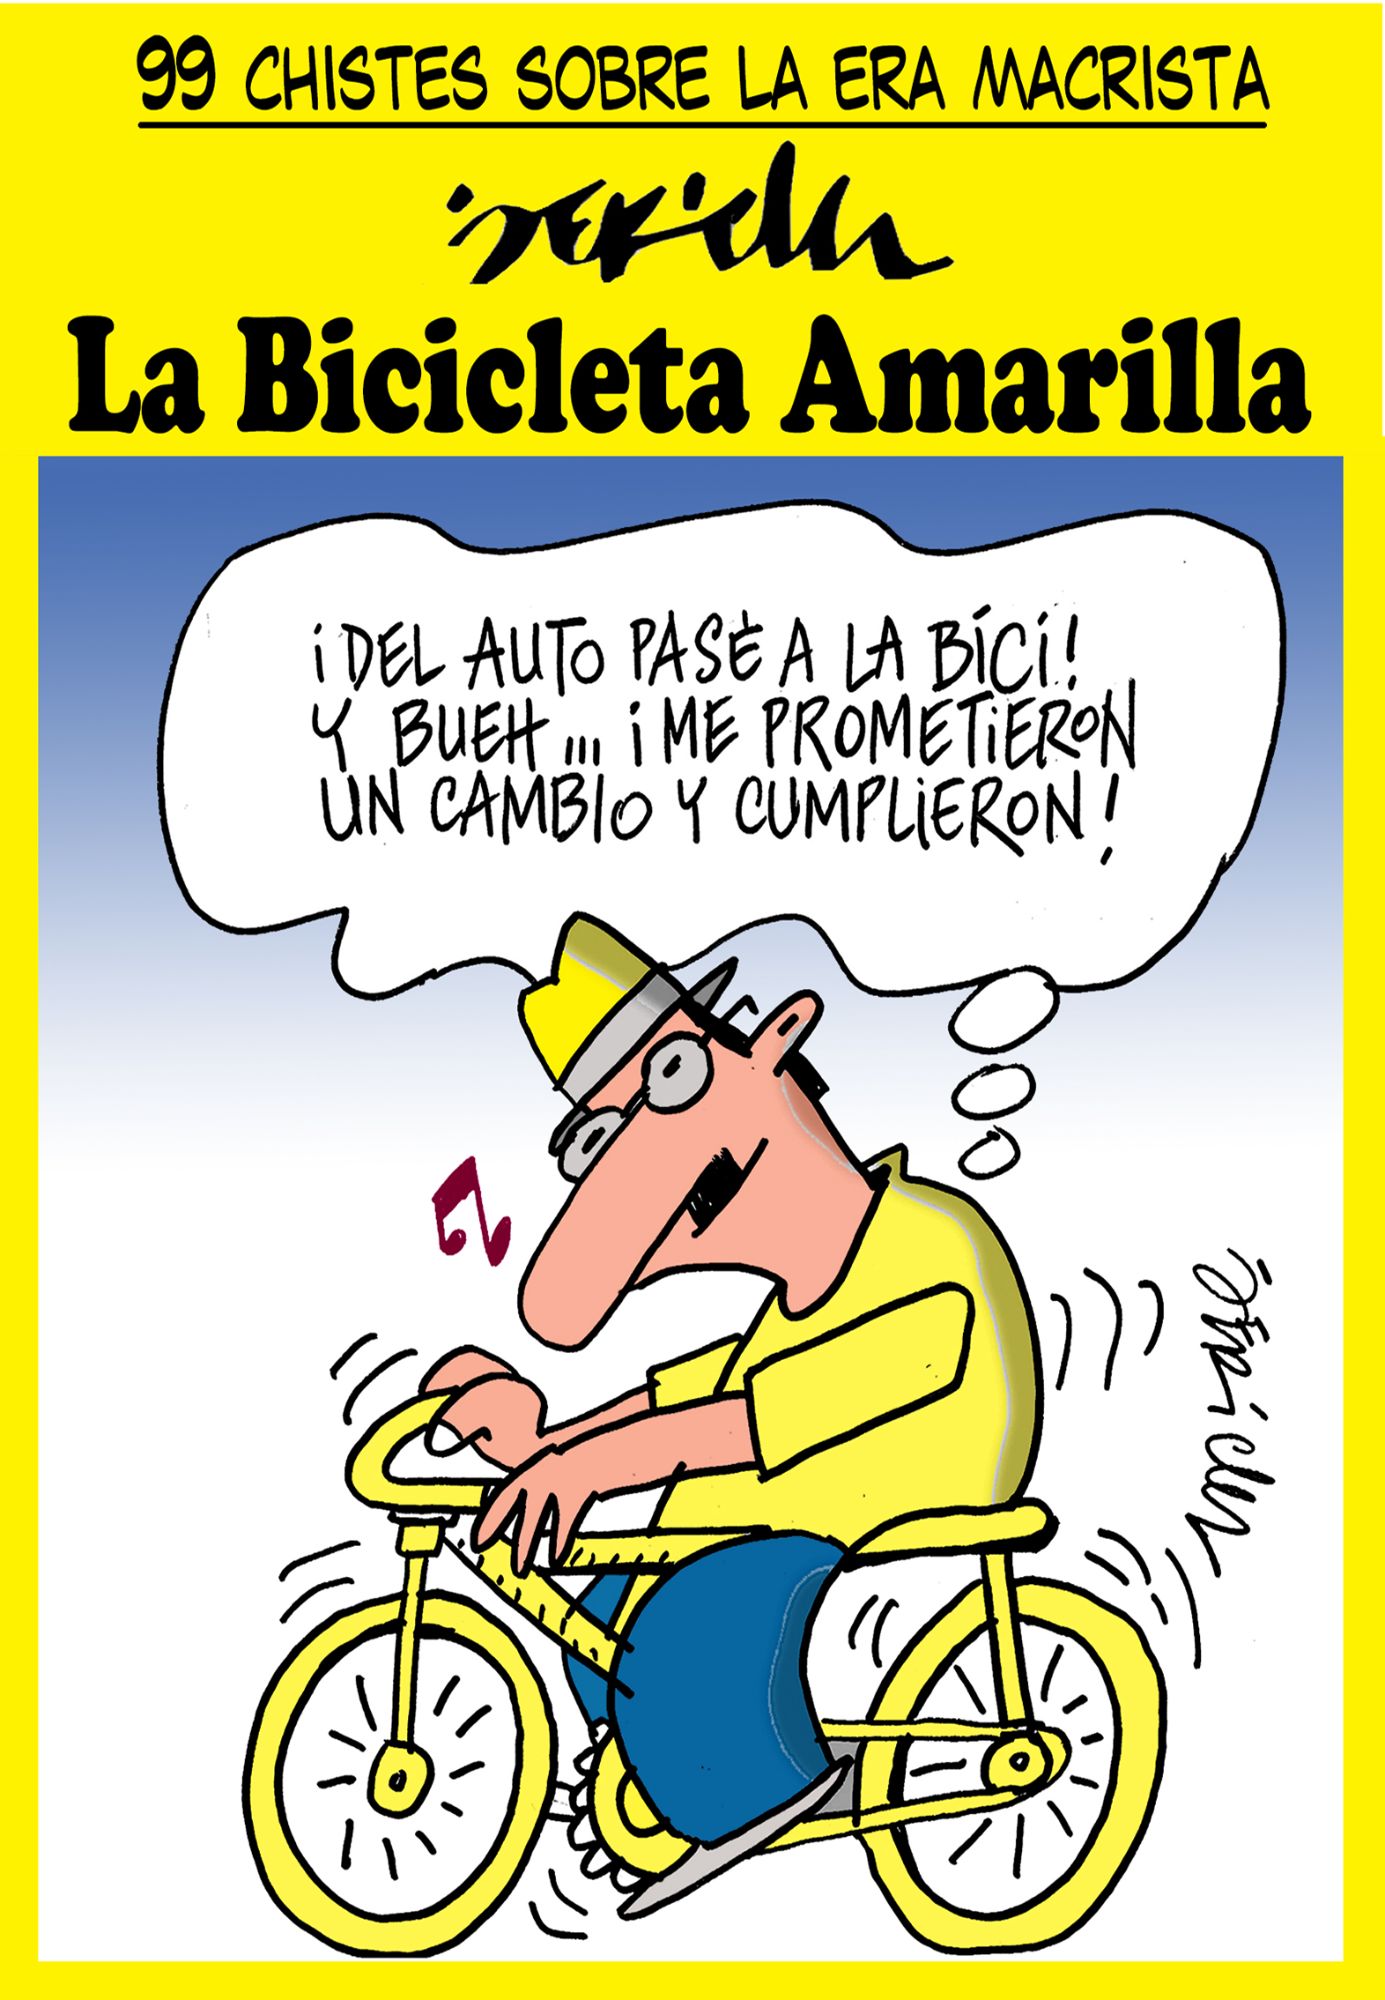 99 CHISTES SOBRE LA ERA MACRISTA
La Bicicleta Amarilla
¡DEL AUTO PASÉ A LA BICI!
Y BUEH... ¡ME PROMETIERON
UN CAMBIO Y CUMPLIERON!